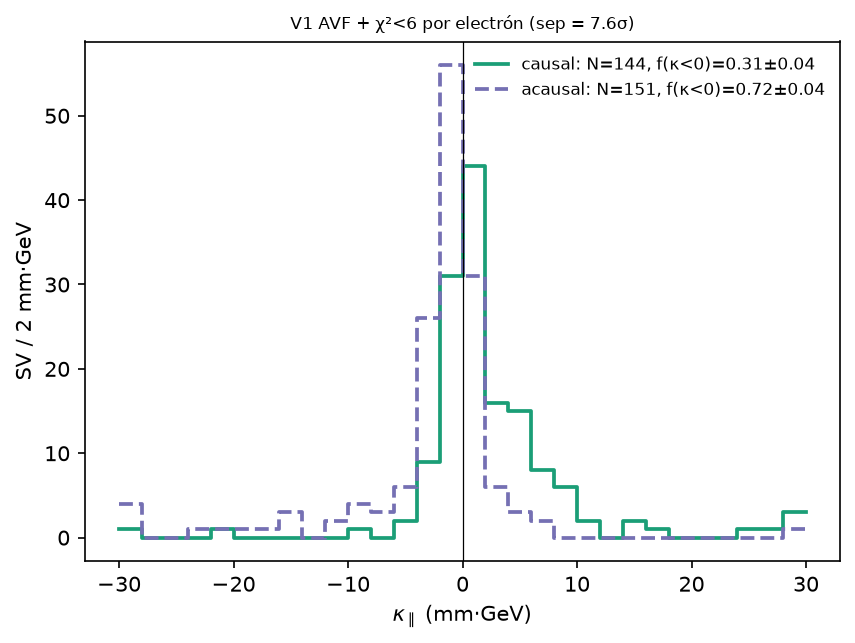 V1 AVF + χ²<6 por electrón (sep = 7.6σ)
causal: N=144, f(κ<0)=0.31±0.04
acausal: N=151, f(κ<0)=0.72±0.04
SV / 2 mm·GeV
50
40
30
20
10
0
−30 −20 −10 0 10 20 30
κ∥ (mm·GeV)